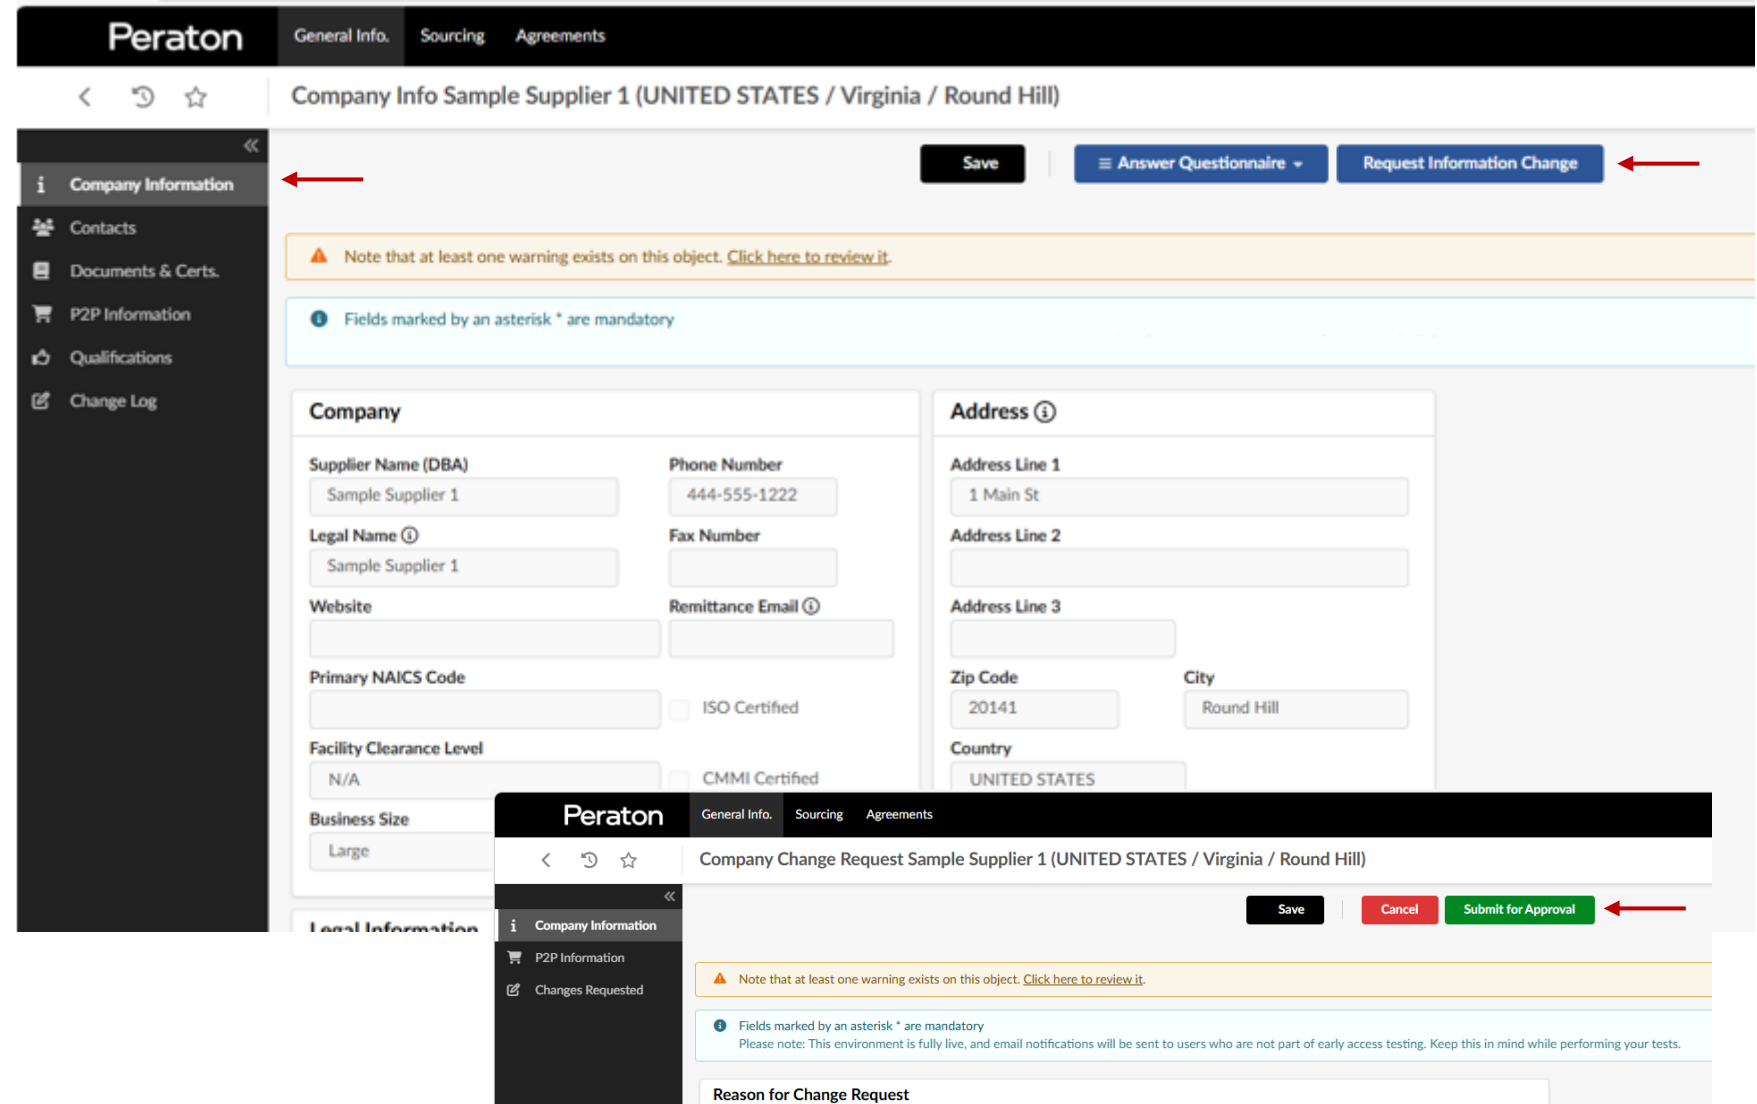 Peraton General Info. Sourcing Agreements
Company Info Sample Supplier 1 (UNITED STATES / Virginia / Round Hill)
Save Answer Questionnaire Request Information Change
Company Information
Contacts
Documents & Certs.
P2P Information
Qualifications
Change Log
Note that at least one warning exists on this object. Click here to review it.
Fields marked by an asterisk * are mandatory
Company
Supplier Name (DBA) Phone Number
Sample Supplier 1 444-555-1222
Legal Name Fax Number
Sample Supplier 1
Website Remittance Email
Primary NAICS Code
ISO Certified
Facility Clearance Level
N/A CMMI Certified
Business Size
Large
Legal Information
Address
Address Line 1
1 Main St
Address Line 2
Address Line 3
Zip Code City
20141 Round Hill
Country
UNITED STATES
Peraton General Info. Sourcing Agreements
Company Change Request Sample Supplier 1 (UNITED STATES / Virginia / Round Hill)
Save Cancel Submit for Approval
Company Information
P2P Information
Changes Requested
Note that at least one warning exists on this object. Click here to review it.
Fields marked by an asterisk * are mandatory
Please note: This environment is fully live, and email notifications will be sent to users who are not part of early access testing. Keep this in mind while performing your tests.
Reason for Change Request